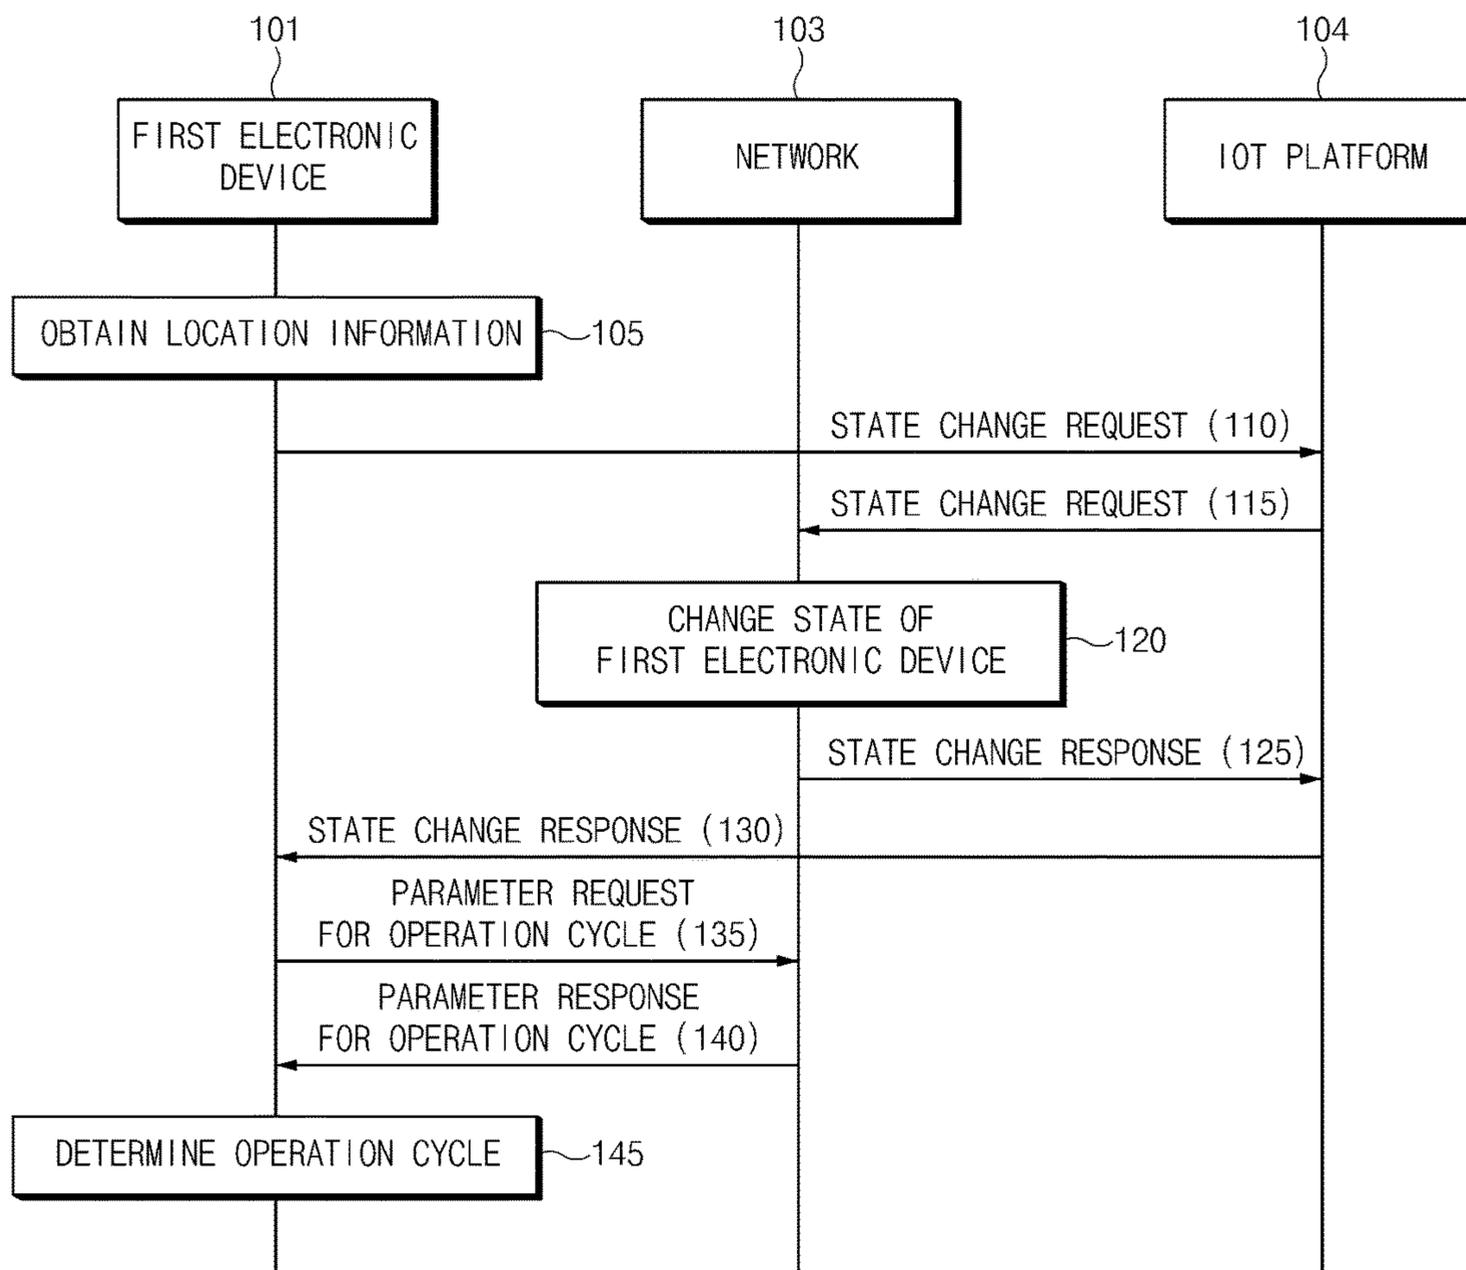 101
103
104
FIRST ELECTRONIC
DEVICE
NETWORK
IOT PLATFORM
OBTAIN LOCATION INFORMATION
105
STATE CHANGE REQUEST (110)
STATE CHANGE REQUEST (115)
CHANGE STATE OF
FIRST ELECTRONIC DEVICE
120
STATE CHANGE RESPONSE (125)
STATE CHANGE RESPONSE (130)
PARAMETER REQUEST
FOR OPERATION CYCLE (135)
PARAMETER RESPONSE
FOR OPERATION CYCLE (140)
DETERMINE OPERATION CYCLE
145